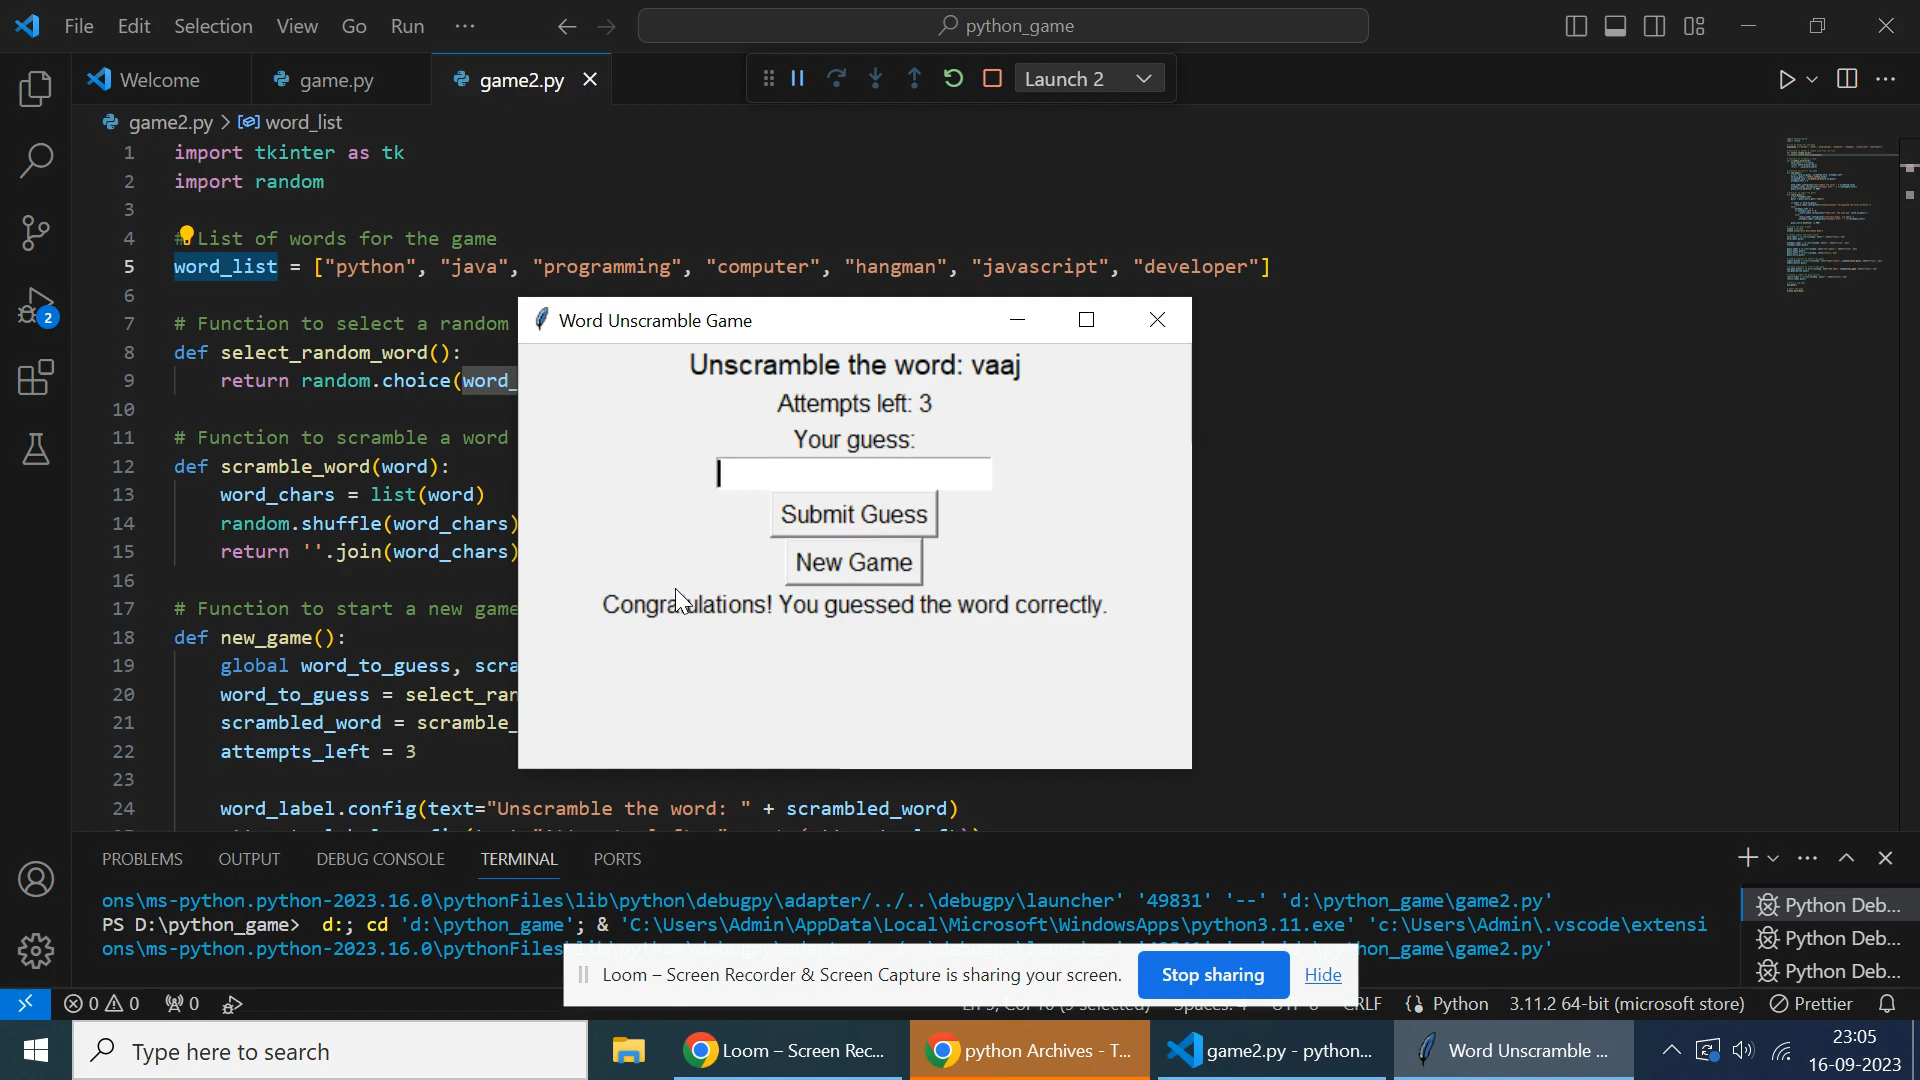 File Edit Selection View Go Run ··· python_game
Welcome game.py game2.py Launch 2
game2.py > word_list
1 import tkinter as tk
2 import random
3
4 # List of words for the game
5 word_list = ["python", "java", "programming", "computer", "hangman", "javascript", "developer"]
6
7 # Function to select a random
8 def select_random_word():
9 return random.choice(word_
10
11 # Function to scramble a word
12 def scramble_word(word):
13 word_chars = list(word)
14 random.shuffle(word_chars)
15 return ''.join(word_chars)
16
17 # Function to start a new game
18 def new_game():
19 global word_to_guess, scra
20 word_to_guess = select_ran
21 scrambled_word = scramble_
22 attempts_left = 3
23
24 word_label.config(text="Unscramble the word: " + scrambled_word)
Word Unscramble Game
Unscramble the word: vaaj
Attempts left: 3
Your guess:
Submit Guess
New Game
Congratulations! You guessed the word correctly.
2
PROBLEMS OUTPUT DEBUG CONSOLE TERMINAL PORTS
ons\ms-python.python-2023.16.0\pythonFiles\lib\python\debugpy\adapter/../..\debugpy\launcher' '49831' '--' 'd:\python_game\game2.py'
PS D:\python_game> d:; cd 'd:\python_game'; & 'C:\Users\Admin\AppData\Local\Microsoft\WindowsApps\python3.11.exe' 'c:\Users\Admin\.vscode\extensi
ons\ms-python.python-2023.16.0\pythonFiles
Python Deb...
Python Deb...
Python Deb...
Loom – Screen Recorder & Screen Capture is sharing your screen. Stop sharing Hide
0 0 0 CRLF Python 3.11.2 64-bit (microsoft store) Prettier
Type here to search Loom – Screen Rec... python Archives - T... game2.py - python... Word Unscramble ...
23:05
16-09-2023